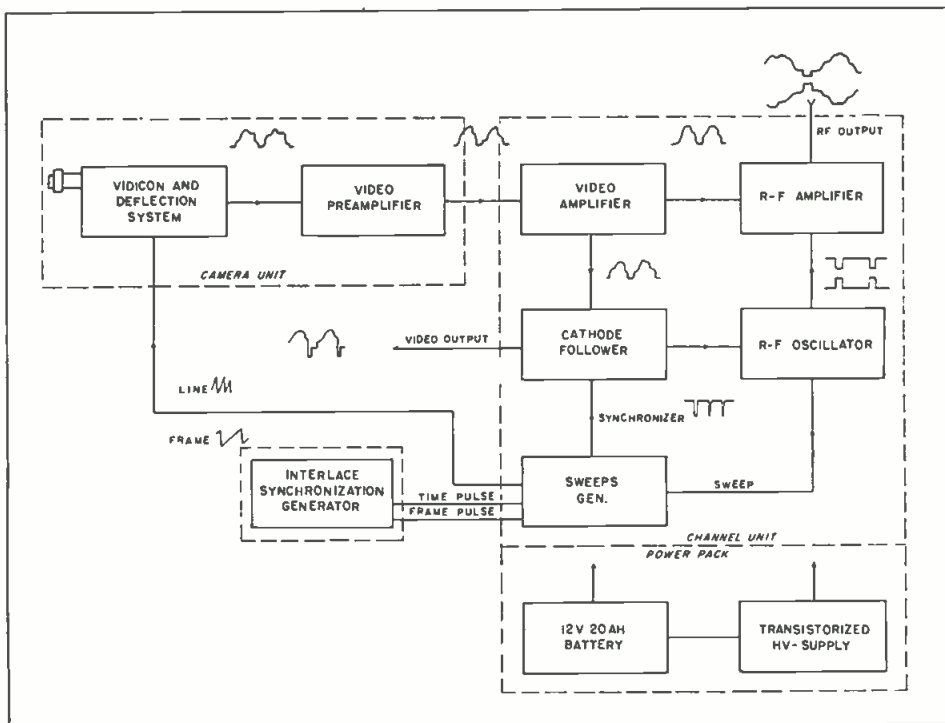 RF OUTPUT
VIDICON AND
DEFLECTION
SYSTEM
VIDEO
PREAMPLIFIER
VIDEO
AMPLIFIER
R-F AMPLIFIER
CAMERA UNIT
VIDEO OUTPUT
CATHODE
FOLLOWER
R-F OSCILLATOR
LINE
SYNCHRONIZER
FRAME
INTERLACE
SYNCHRONIZATION
GENERATOR
TIME PULSE
FRAME PULSE
SWEEPS
GEN.
SWEEP
CHANNEL UNIT
POWER PACK
12V 20AH
BATTERY
TRANSISTORIZED
HV-SUPPLY